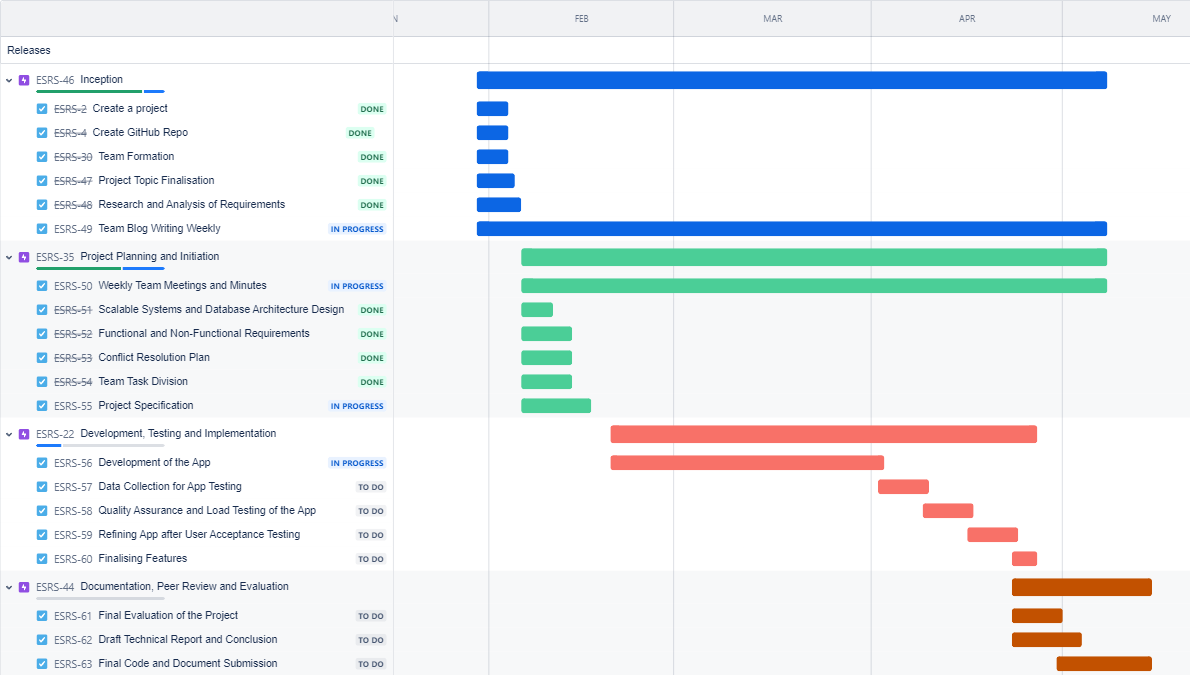 N FEB MAR APR MAY
Releases
ESRS-46 Inception
ESRS-2 Create a project DONE
ESRS-4 Create GitHub Repo DONE
ESRS-30 Team Formation DONE
ESRS-47 Project Topic Finalisation DONE
ESRS-48 Research and Analysis of Requirements DONE
ESRS-49 Team Blog Writing Weekly IN PROGRESS
ESRS-35 Project Planning and Initiation
ESRS-50 Weekly Team Meetings and Minutes IN PROGRESS
ESRS-51 Scalable Systems and Database Architecture Design DONE
ESRS-52 Functional and Non-Functional Requirements DONE
ESRS-53 Conflict Resolution Plan DONE
ESRS-54 Team Task Division DONE
ESRS-55 Project Specification IN PROGRESS
ESRS-22 Development, Testing and Implementation
ESRS-56 Development of the App IN PROGRESS
ESRS-57 Data Collection for App Testing TO DO
ESRS-58 Quality Assurance and Load Testing of the App TO DO
ESRS-59 Refining App after User Acceptance Testing TO DO
ESRS-60 Finalising Features TO DO
ESRS-44 Documentation, Peer Review and Evaluation
ESRS-61 Final Evaluation of the Project TO DO
ESRS-62 Draft Technical Report and Conclusion TO DO
ESRS-63 Final Code and Document Submission TO DO